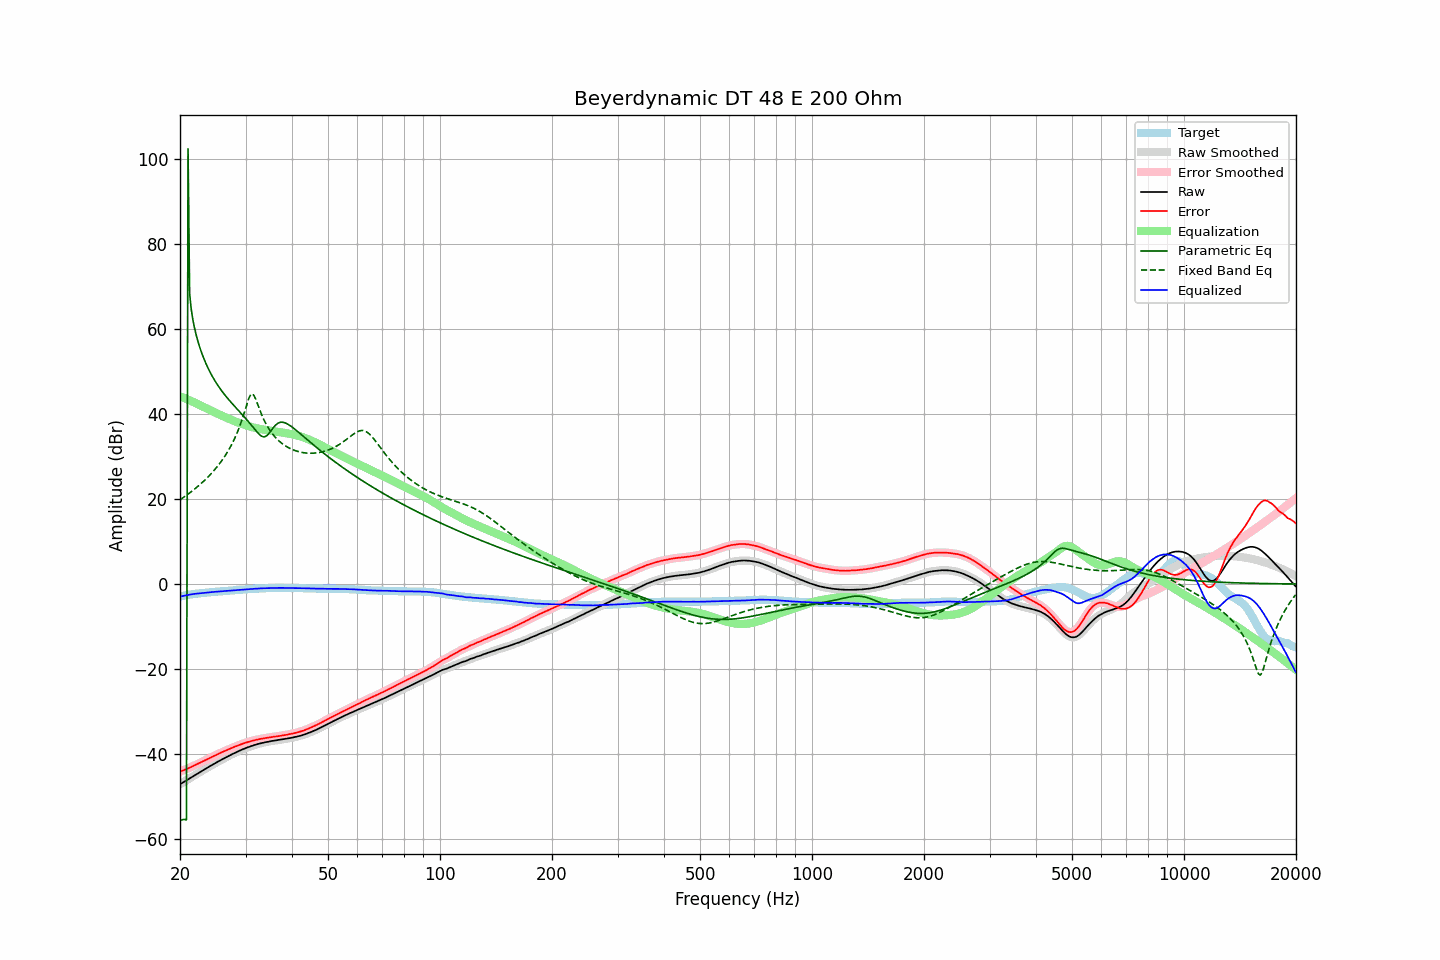 Beyerdynamic DT 48 E 200 Ohm
Target
Raw Smoothed
Error Smoothed
Raw
Error
Equalization
Parametric Eq
Fixed Band Eq
Equalized
Amplitude (dBr)
100
80
60
40
20
0
−20
−40
−60
20 50 100 200 500 1000 2000 5000 10000 20000
Frequency (Hz)